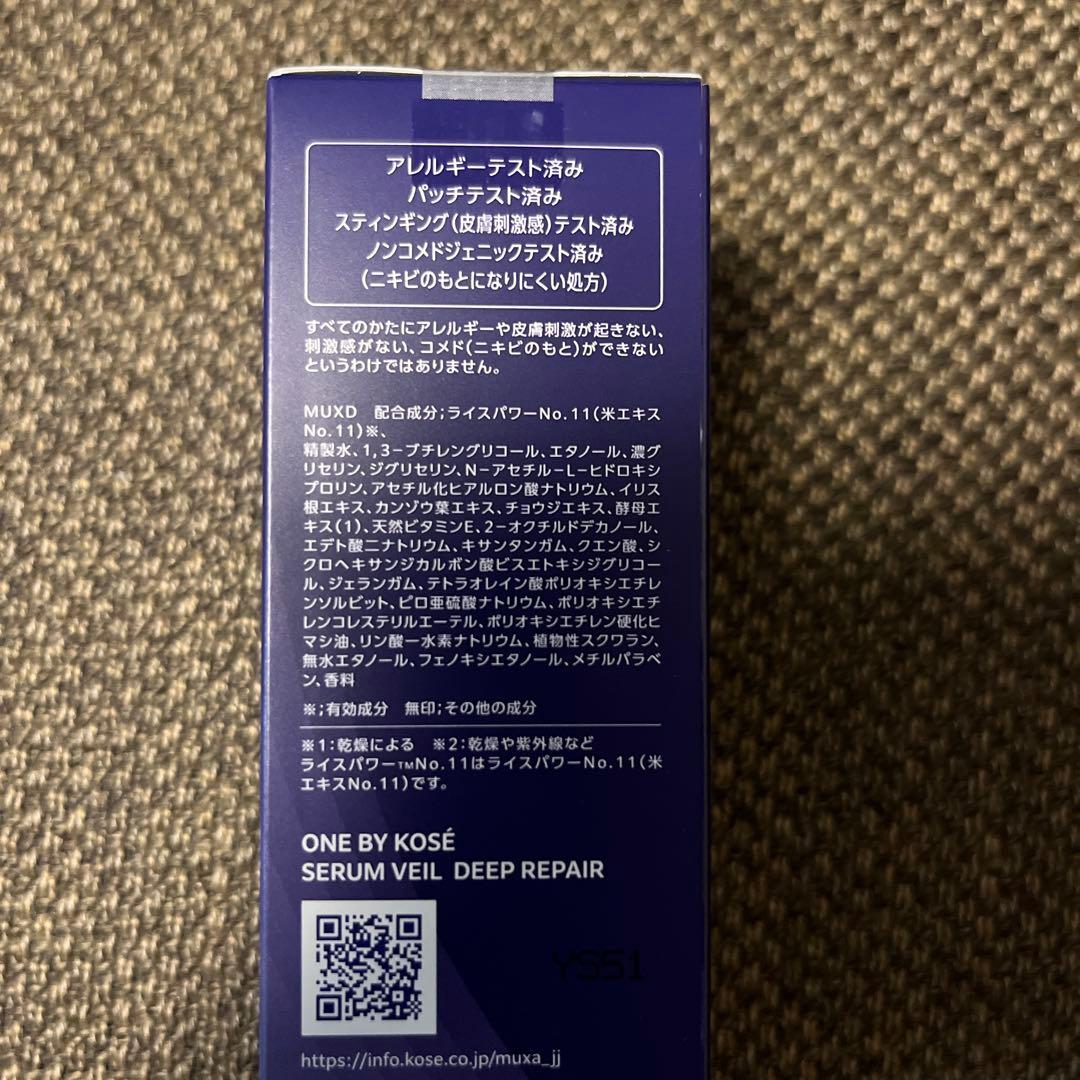 アレルギーテスト済み
パッチテスト済み
スティンギング(皮膚刺激感)テスト済み
ノンコメドジェニックテスト済み
(ニキビのもとになりにくい処方)
すべてのかたにアレルギーや皮膚刺激が起きない、
刺激感がない、コメド(ニキビのもと)ができない
というわけではありません。
MUXD 配合成分;ライスパワーNo.11(米エキス
No.11)※、
精製水、1,3-ブチレングリコール、エタノール、濃グ
リセリン、ジグリセリン、N-アセチル-L-ヒドロキシ
プロリン、アセチル化ヒアルロン酸ナトリウム、イリス
根エキス、カンゾウ葉エキス、チョウジエキス、酵母エ
キス(1)、天然ビタミンE、2-オクチルドデカノール、
エデト酸二ナトリウム、キサンタンガム、クエン酸、シ
クロヘキサンジカルボン酸ビスエトキシジグリコー
ル、ジェランガム、テトラオレイン酸ポリオキシエチレ
ンソルビット、ピロ亜硫酸ナトリウム、ポリオキシエチ
レンコレステリルエーテル、ポリオキシエチレン硬化ヒ
マシ油、リン酸一水素ナトリウム、植物性スクワラン、
無水エタノール、フェノキシエタノール、メチルパラベ
ン、香料
※;有効成分 無印;その他の成分
※1:乾燥による ※2:乾燥や紫外線など
ライスパワー™No.11はライスパワーNo.11(米
エキスNo.11)です。
ONE BY KOSÉ
SERUM VEIL DEEP REPAIR
YS51
https://info.kose.co.jp/muxa_jj